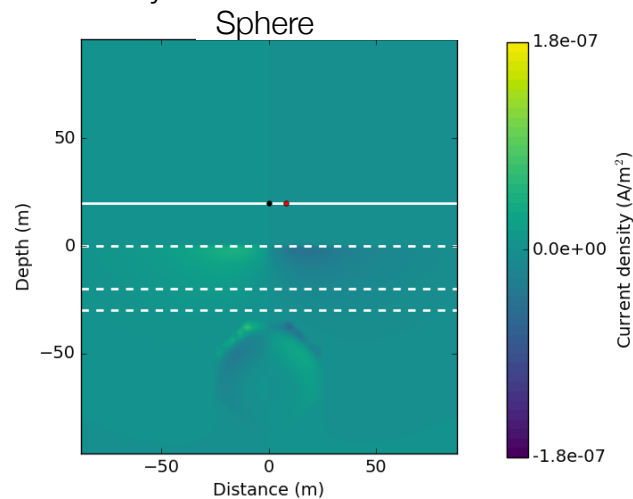 Sphere
1.8e-07
50
0
−50
Depth (m)
0.0e+00
Current density (A/m²)
-1.8e-07
−50 0 50
Distance (m)